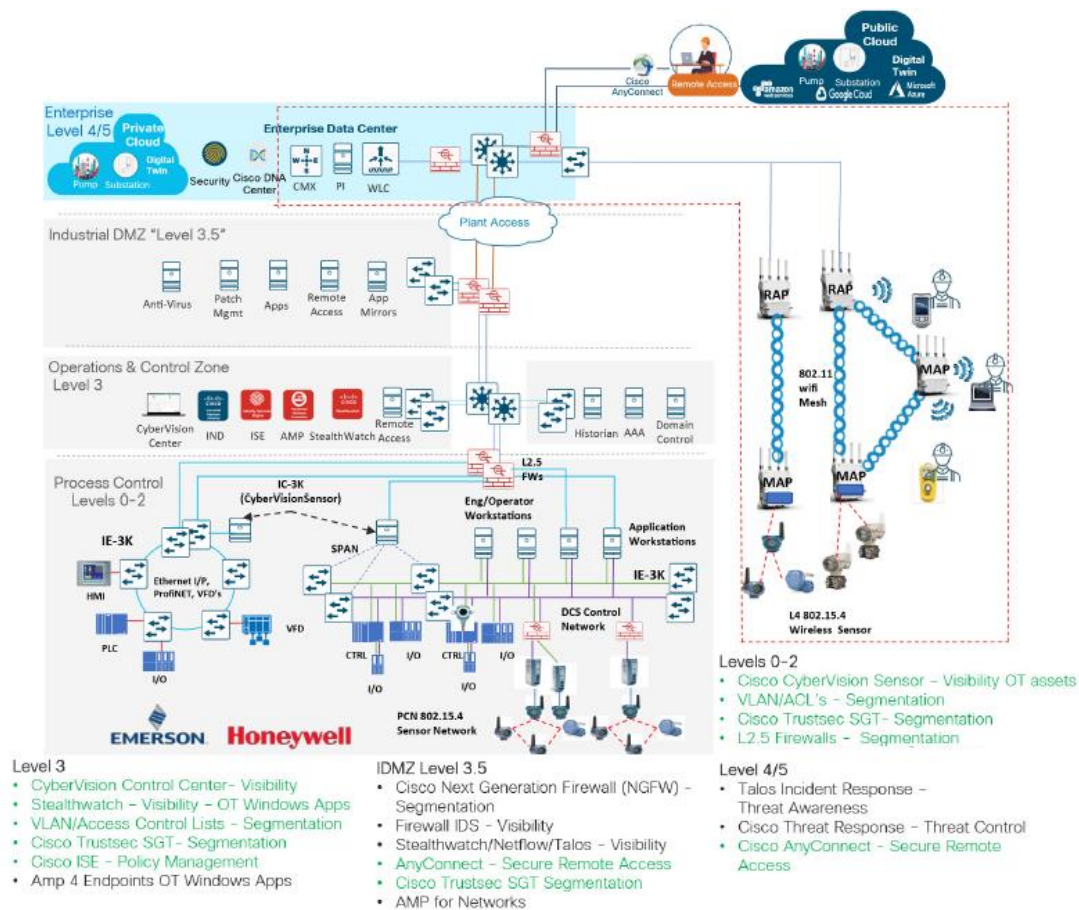 Public
Cloud
Digital
Twin
Pump
Substation
amazon
web services
Google Cloud
Microsoft
Azure
Cisco
AnyConnect
Remote Access
Enterprise
Level 4/5
Private
Cloud
Digital
Twin
Pump
Substation
Security
Cisco DNA
Center
Enterprise Data Center
N
W E
S
CMX
PI
WLC
Plant Access
Industrial DMZ "Level 3.5"
Anti-Virus
Patch
Mgmt
Apps
Remote
Access
App
Mirrors
Operations & Control Zone
Level 3
CyberVision
Center
IND
ISE
AMP
StealthWatch
Remote
Access
Historian
AAA
Domain
Control
RAP
RAP
MAP
802.11
wifi
Mesh
MAP
MAP
L4 802.15.4
Wireless Sensor
Process Control
Levels 0-2
IC-3K
(CyberVisionSensor)
L2.5
FWs
Eng/Operator
Workstations
Application
Workstations
IE-3K
SPAN
IE-3K
HMI
Ethernet I/P,
ProfiNET, VFD's
PLC
VFD
I/O
DCS Control
Network
CTRL
I/O
CTRL
I/O
I/O
I/O
PCN 802.15.4
Sensor Network
EMERSON
Honeywell
Levels 0-2
• Cisco CyberVision Sensor – Visibility OT assets
• VLAN/ACL's – Segmentation
• Cisco Trustsec SGT- Segmentation
• L2.5 Firewalls – Segmentation
Level 3
• CyberVision Control Center- Visibility
• Stealthwatch – Visibility – OT Windows Apps
• VLAN/Access Control Lists – Segmentation
• Cisco Trustsec SGT- Segmentation
• Cisco ISE – Policy Management
• Amp 4 Endpoints OT Windows Apps
IDMZ Level 3.5
• Cisco Next Generation Firewall (NGFW) -
Segmentation
• Firewall IDS – Visibility
• Stealthwatch/Netflow/Talos – Visibility
• AnyConnect – Secure Remote Access
• Cisco Trustsec SGT Segmentation
• AMP for Networks
Level 4/5
• Talos Incident Response –
Threat Awareness
• Cisco Threat Response – Threat Control
• Cisco AnyConnect – Secure Remote
Access